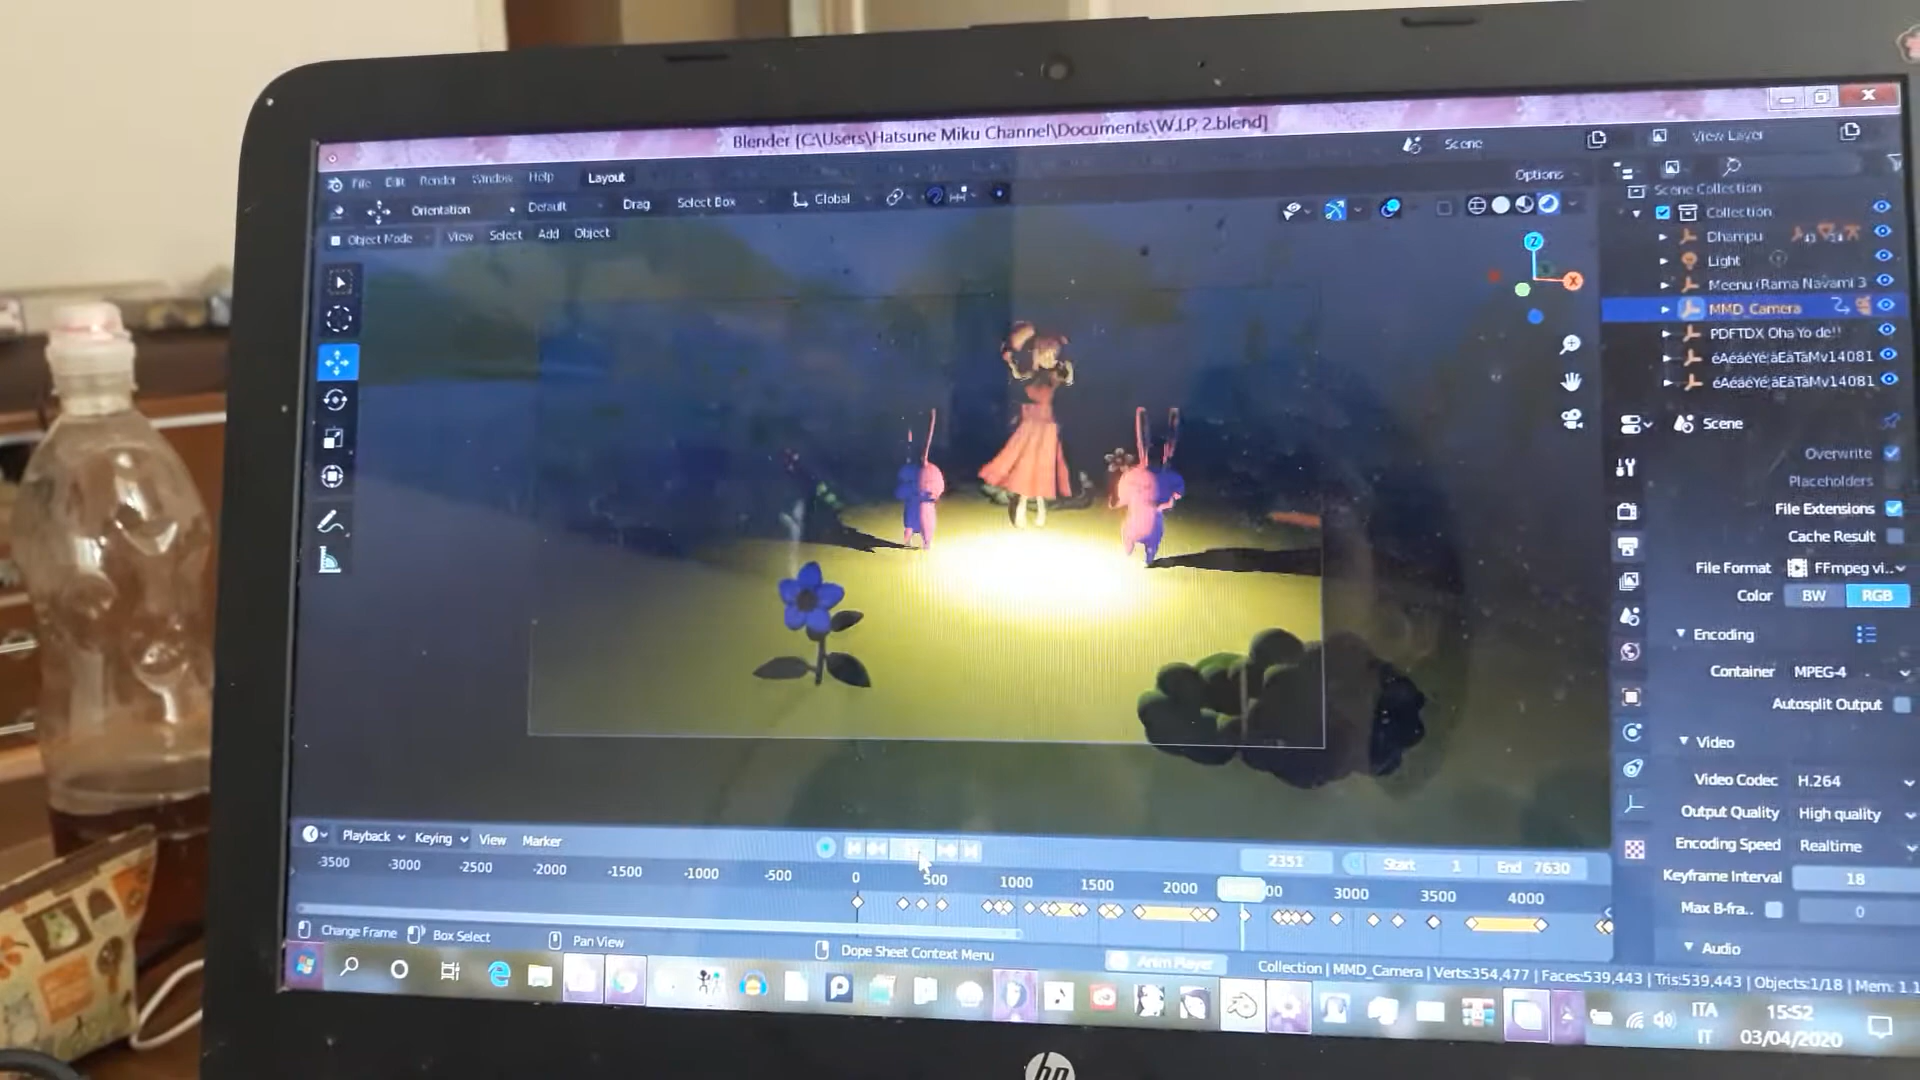 Blender [C:\Users\Hatsune Miku Channel\Documents\W.I.P. 2.blend]
File Edit Render Window Help Layout
Scene View Layer
Orientation Default Drag Select Box Global Options
Object Mode View Select Add Object
Z
X
Scene Collection
Collection
Dhampu
Light
Meenu (Rama Navami 3
MMD_Camera
PDFTDX Oha Yo de!!
Scene
Overwrite
Placeholders
File Extensions
Cache Result
File Format FFmpeg vi..
Color BW RGB
Encoding
Container MPEG-4
Autosplit Output
Video
Video Codec H.264
Output Quality High quality
Encoding Speed Realtime
Keyframe Interval 18
Max B-fra.. 0
Audio
Playback Keying View Marker
2351 Start 1 End 7630
-3500 -3000 -2500 -2000 -1500 -1000 -500 0 500 1000 1500 2000 3000 3500 4000
Change Frame Box Select Pan View Dope Sheet Context Menu Anim Player
Collection | MMD_Camera | Verts:354,477 | Faces:539,443 | Tris:539,443 | Objects:1/18 | Mem: 1.1
ITA
IT
15:52
03/04/2020
hp